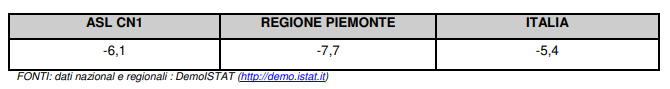 ASL CN1 REGIONE PIEMONTE ITALIA
-6,1 -7,7 -5,4
FONTI: dati nazional e regionali : DemoISTAT (http://demo.istat.it)